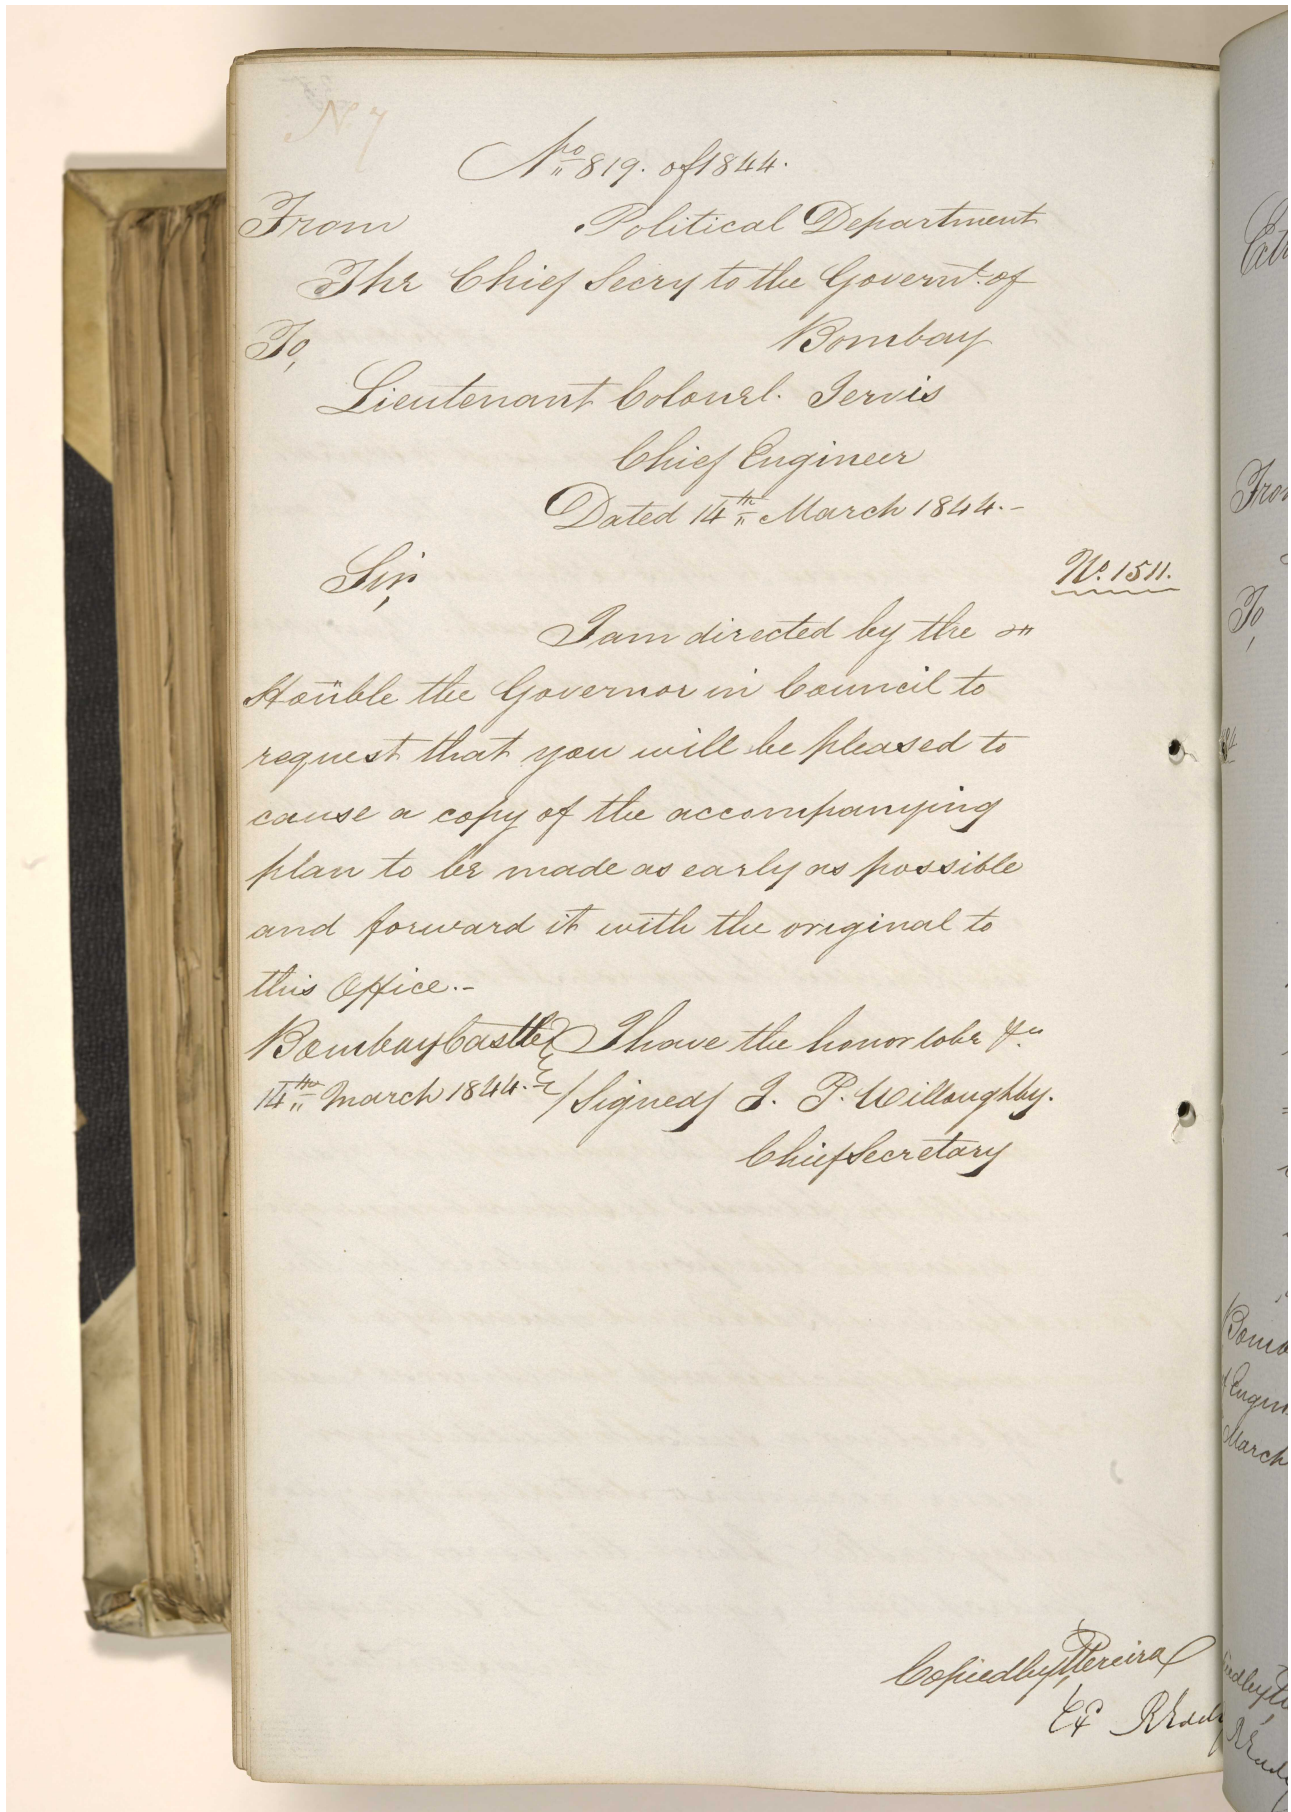 N. 7
No 819. of 1844.
From Political Department
The Chief Secry to the Governt. of
To, Bombay
Lieutenant Colonel. Jervis
Chief Engineer
Dated 14th March 1844.-
Sir,
No. 1511.
I am directed by the
Honble the Governor in Council to
request that you will be pleased to
cause a copy of the accompanying
plan to be made as early as possible
and forward it with the original to
this Office.-
Bombay Castle I have the honor to be &ca
14th March 1844.- /Signed/ J. P. Willoughby.
Chief Secretary
Copied by Pereira
Ex
From
To,
March